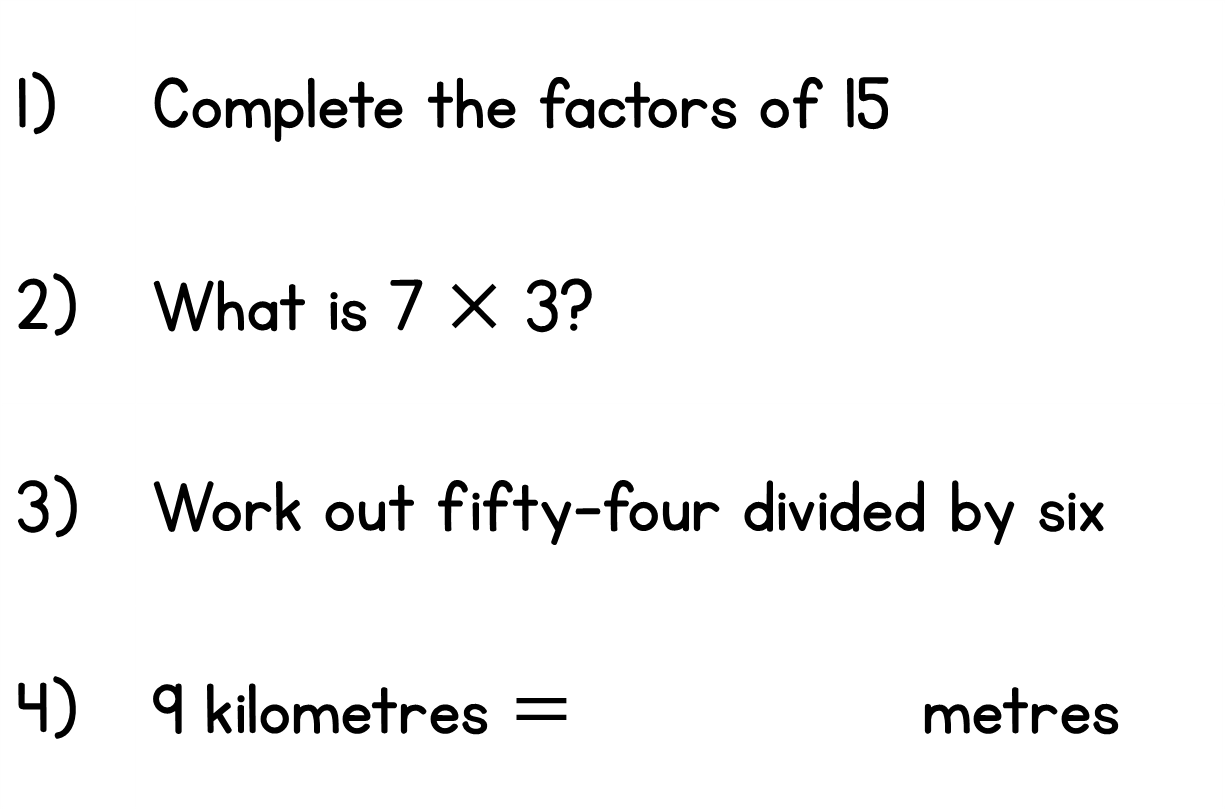 1) Complete the factors of 15
2) What is 7 × 3?
3) Work out fifty-four divided by six
4) 9 kilometres = metres